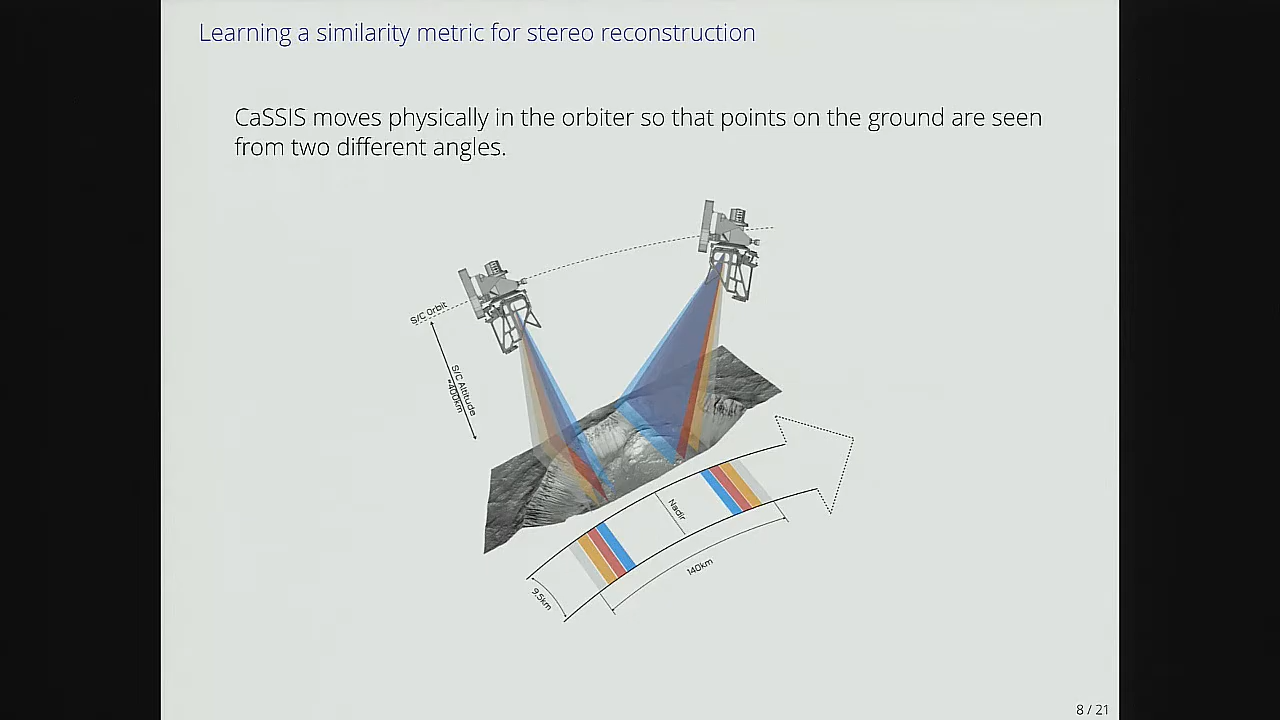 Learning a similarity metric for stereo reconstruction
CaSSIS moves physically in the orbiter so that points on the ground are seen
from two different angles.
S/C Orbit
S/C Altitude
~400km
Nadir
140km
9.5km
8 / 21